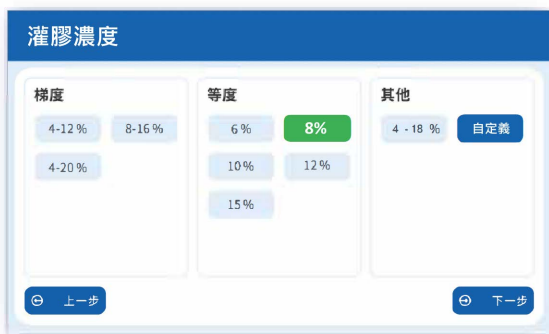 灌膠濃度
梯度
4-12 %
8-16 %
4-20 %
等度
6 %
8%
10 %
12 %
15 %
其他
4 - 18 %
自定義
上一步
下一步